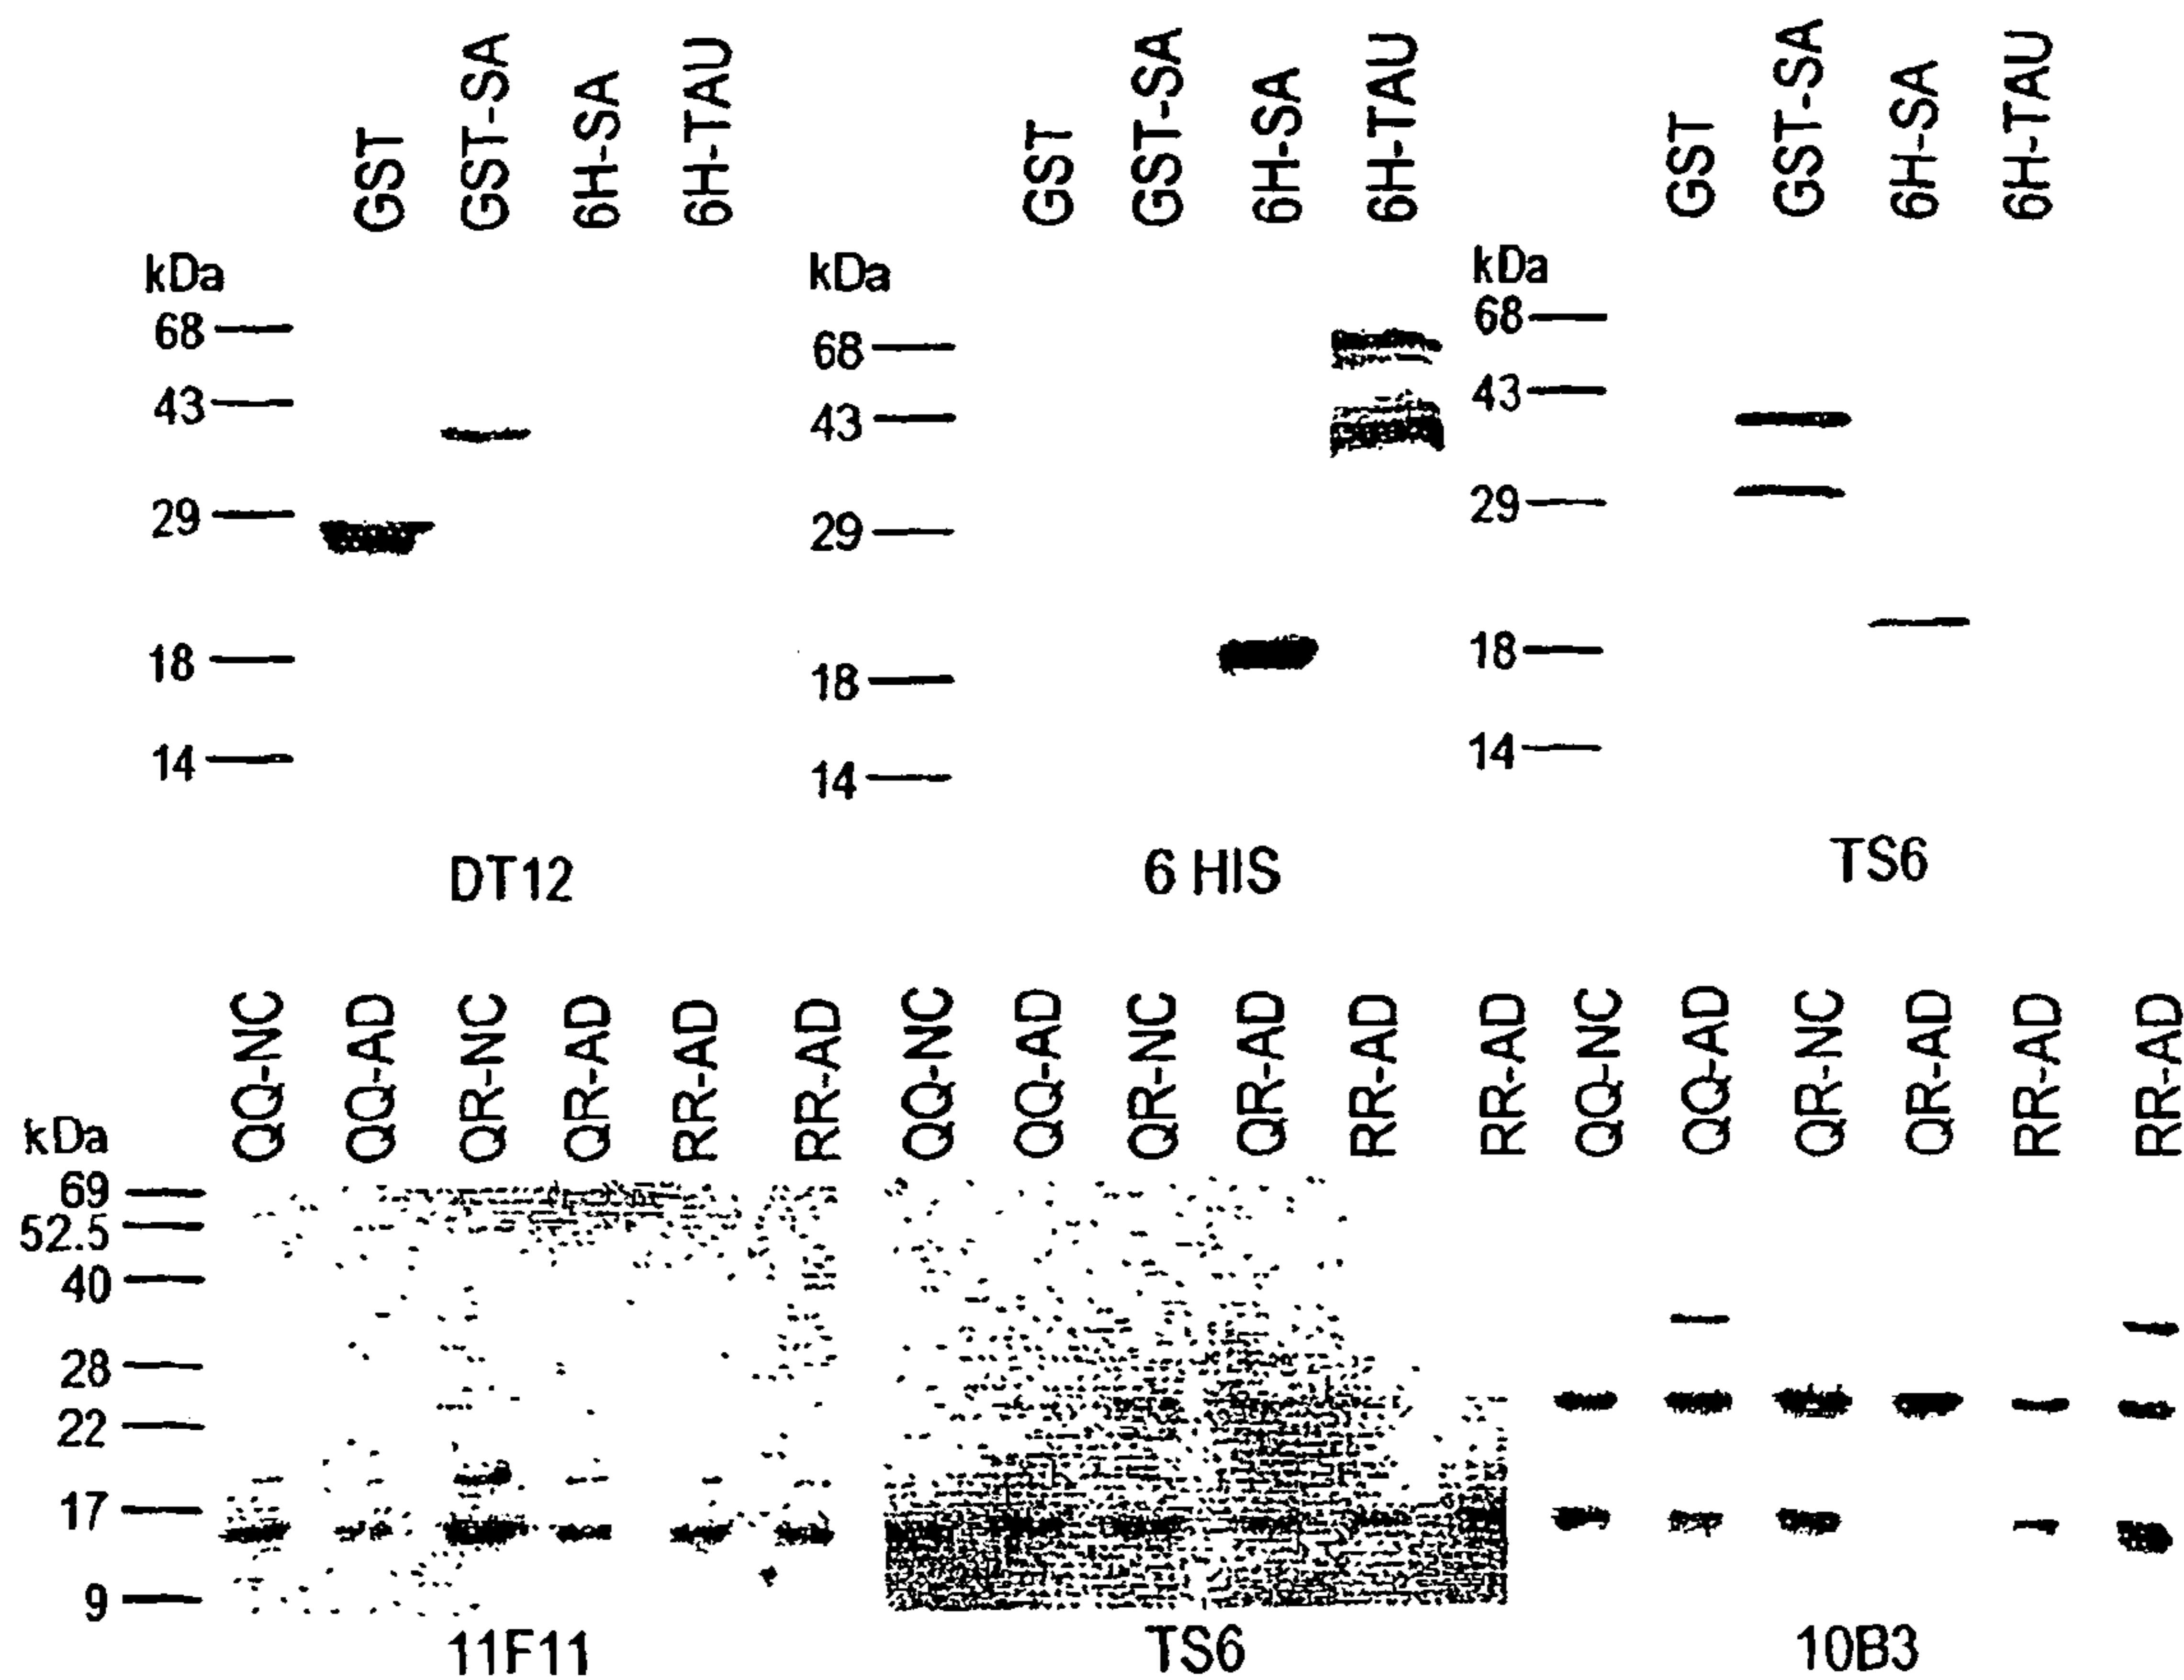 GST GST-SA 6H-SA 6H-TAU
kDa
68
43
29
18
14
DT12
GST GST-SA 6H-SA 6H-TAU
kDa
68
43
29
18
14
6 HIS
GST GST-SA 6H-SA 6H-TAU
kDa
68
43
29
18
14
TS6
QQ-NC QQ-AD QR-NC QR-AD RR-AD RR-AD
kDa
69
52.5
40
28
22
17
9
11F11
QQ-NC QQ-AD QR-NC QR-AD RR-AD RR-AD
TS6
QQ-NC QQ-AD QR-NC QR-AD RR-AD RR-AD
10B3